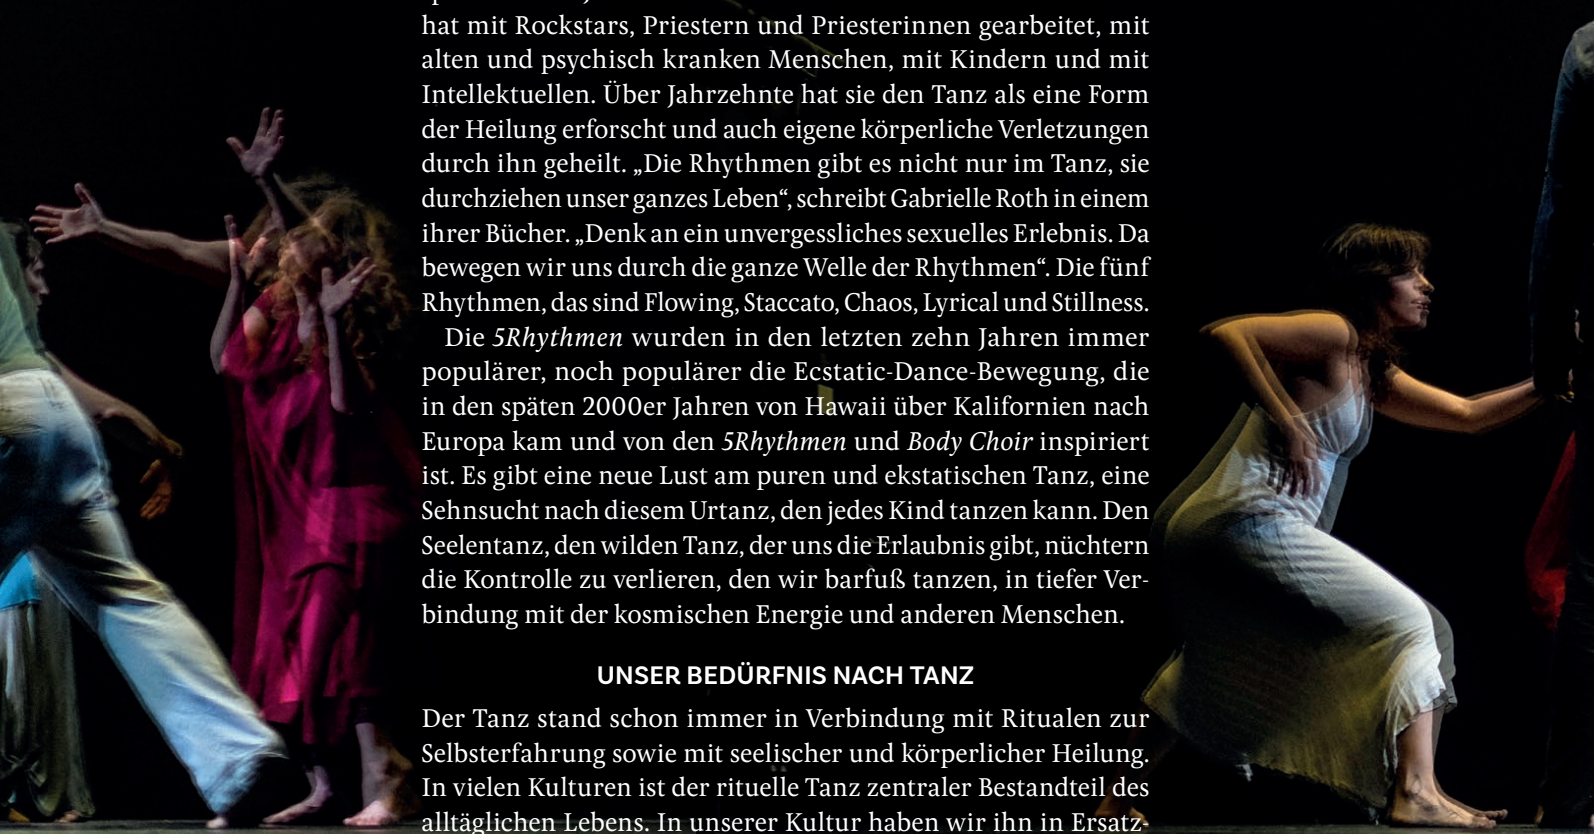 hat mit Rockstars, Priestern und Priesterinnen gearbeitet, mit
alten und psychisch kranken Menschen, mit Kindern und mit
Intellektuellen. Über Jahrzehnte hat sie den Tanz als eine Form
der Heilung erforscht und auch eigene körperliche Verletzungen
durch ihn geheilt. „Die Rhythmen gibt es nicht nur im Tanz, sie
durchziehen unser ganzes Leben“, schreibt Gabrielle Roth in einem
ihrer Bücher. „Denk an ein unvergessliches sexuelles Erlebnis. Da
bewegen wir uns durch die ganze Welle der Rhythmen“. Die fünf
Rhythmen, das sind Flowing, Staccato, Chaos, Lyrical und Stillness.
Die 5Rhythmen wurden in den letzten zehn Jahren immer
populärer, noch populärer die Ecstatic-Dance-Bewegung, die
in den späten 2000er Jahren von Hawaii über Kalifornien nach
Europa kam und von den 5Rhythmen und Body Choir inspiriert
ist. Es gibt eine neue Lust am puren und ekstatischen Tanz, eine
Sehnsucht nach diesem Urtanz, den jedes Kind tanzen kann. Den
Seelentanz, den wilden Tanz, der uns die Erlaubnis gibt, nüchtern
die Kontrolle zu verlieren, den wir barfuß tanzen, in tiefer Ver-
bindung mit der kosmischen Energie und anderen Menschen.
UNSER BEDÜRFNIS NACH TANZ
Der Tanz stand schon immer in Verbindung mit Ritualen zur
Selbsterfahrung sowie mit seelischer und körperlicher Heilung.
In vielen Kulturen ist der rituelle Tanz zentraler Bestandteil des
alltäglichen Lebens. In unserer Kultur haben wir ihn in Ersatz-